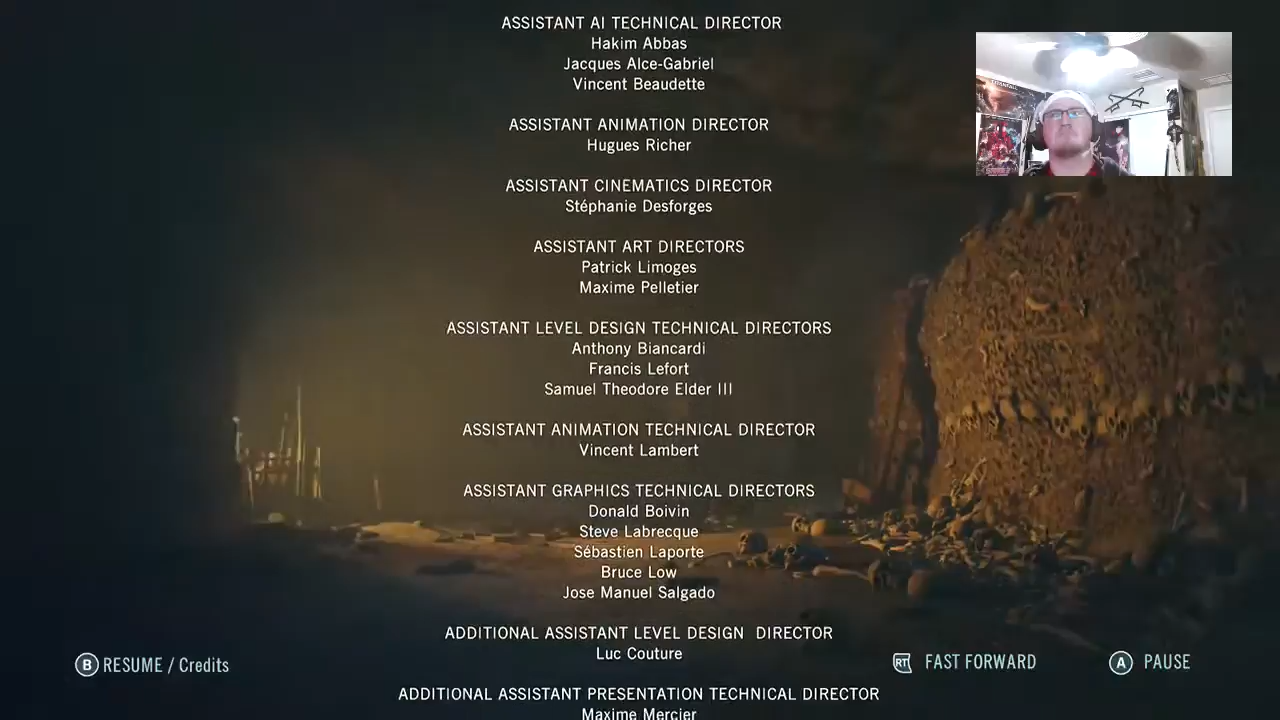 ASSISTANT AI TECHNICAL DIRECTOR
Hakim Abbas
Jacques Alce-Gabriel
Vincent Beaudette
ASSISTANT ANIMATION DIRECTOR
Hugues Richer
ASSISTANT CINEMATICS DIRECTOR
Stéphanie Desforges
ASSISTANT ART DIRECTORS
Patrick Limoges
Maxime Pelletier
ASSISTANT LEVEL DESIGN TECHNICAL DIRECTORS
Anthony Biancardi
Francis Lefort
Samuel Theodore Elder III
ASSISTANT ANIMATION TECHNICAL DIRECTOR
Vincent Lambert
ASSISTANT GRAPHICS TECHNICAL DIRECTORS
Donald Boivin
Steve Labrecque
Sébastien Laporte
Bruce Low
Jose Manuel Salgado
ADDITIONAL ASSISTANT LEVEL DESIGN DIRECTOR
Luc Couture
ADDITIONAL ASSISTANT PRESENTATION TECHNICAL DIRECTOR
Maxime Mercier
B RESUME / Credits
RT FAST FORWARD
A PAUSE